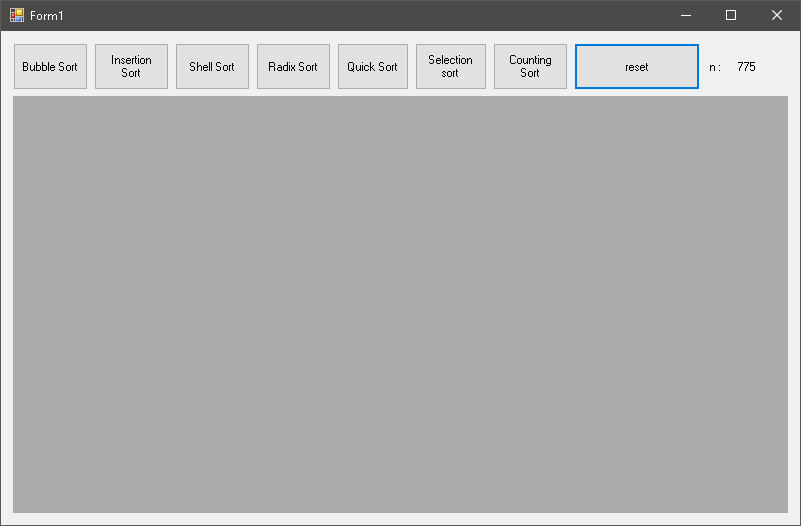 Form1
Bubble Sort
Insertion
Sort
Shell Sort
Radix Sort
Quick Sort
Selection
sort
Counting
Sort
reset
n :
775